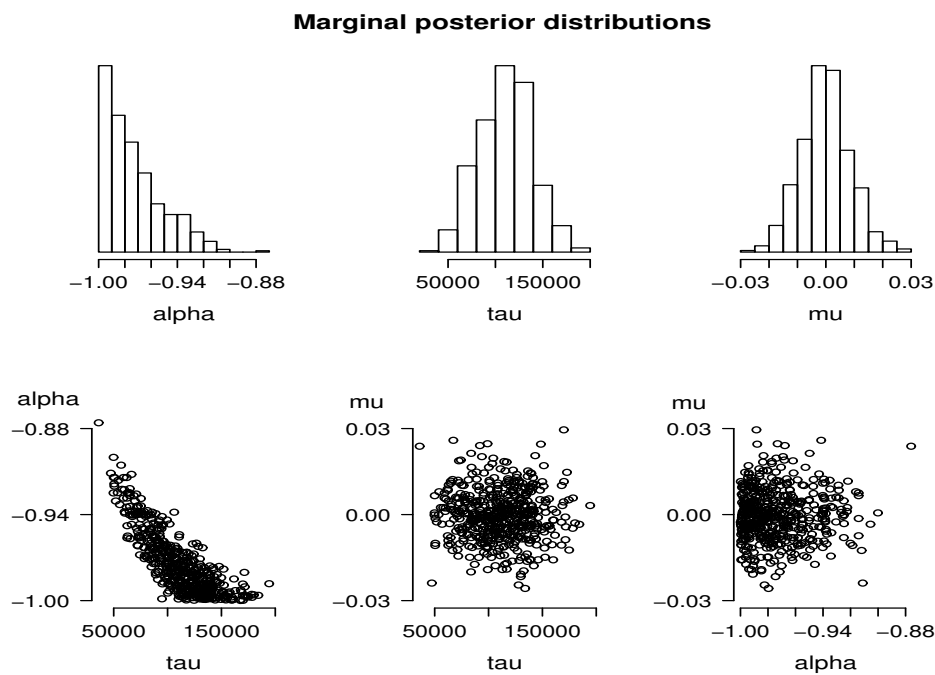 Marginal posterior distributions
−1.00 −0.94 −0.88
alpha
50000 150000
tau
−0.03 0.00 0.03
mu
alpha
−0.88
−0.94
−1.00
50000 150000
tau
mu
0.03
0.00
−0.03
50000 150000
tau
mu
0.03
0.00
−0.03
−1.00 −0.94 −0.88
alpha